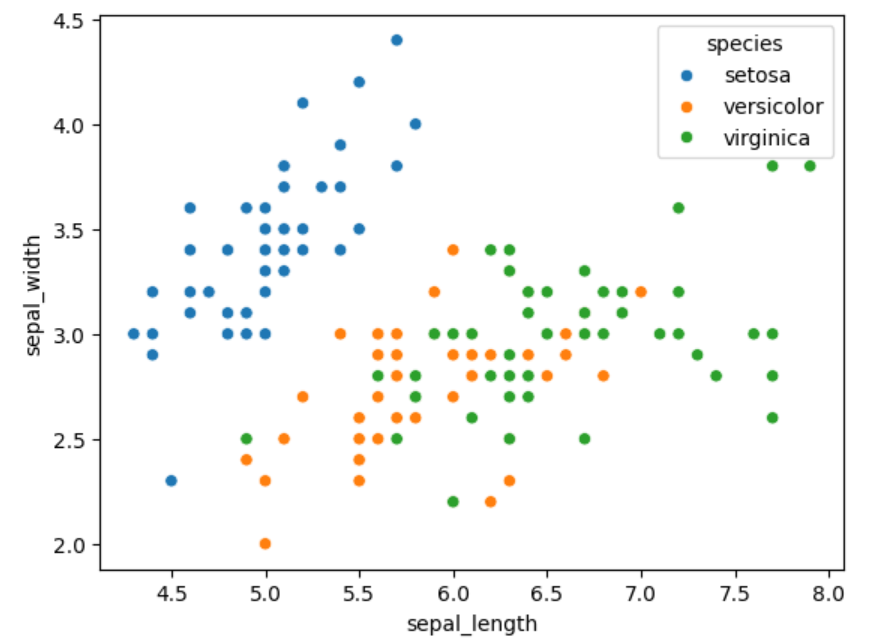 species
setosa
versicolor
virginica
sepal_width
4.5
4.0
3.5
3.0
2.5
2.0
4.5 5.0 5.5 6.0 6.5 7.0 7.5 8.0
sepal_length